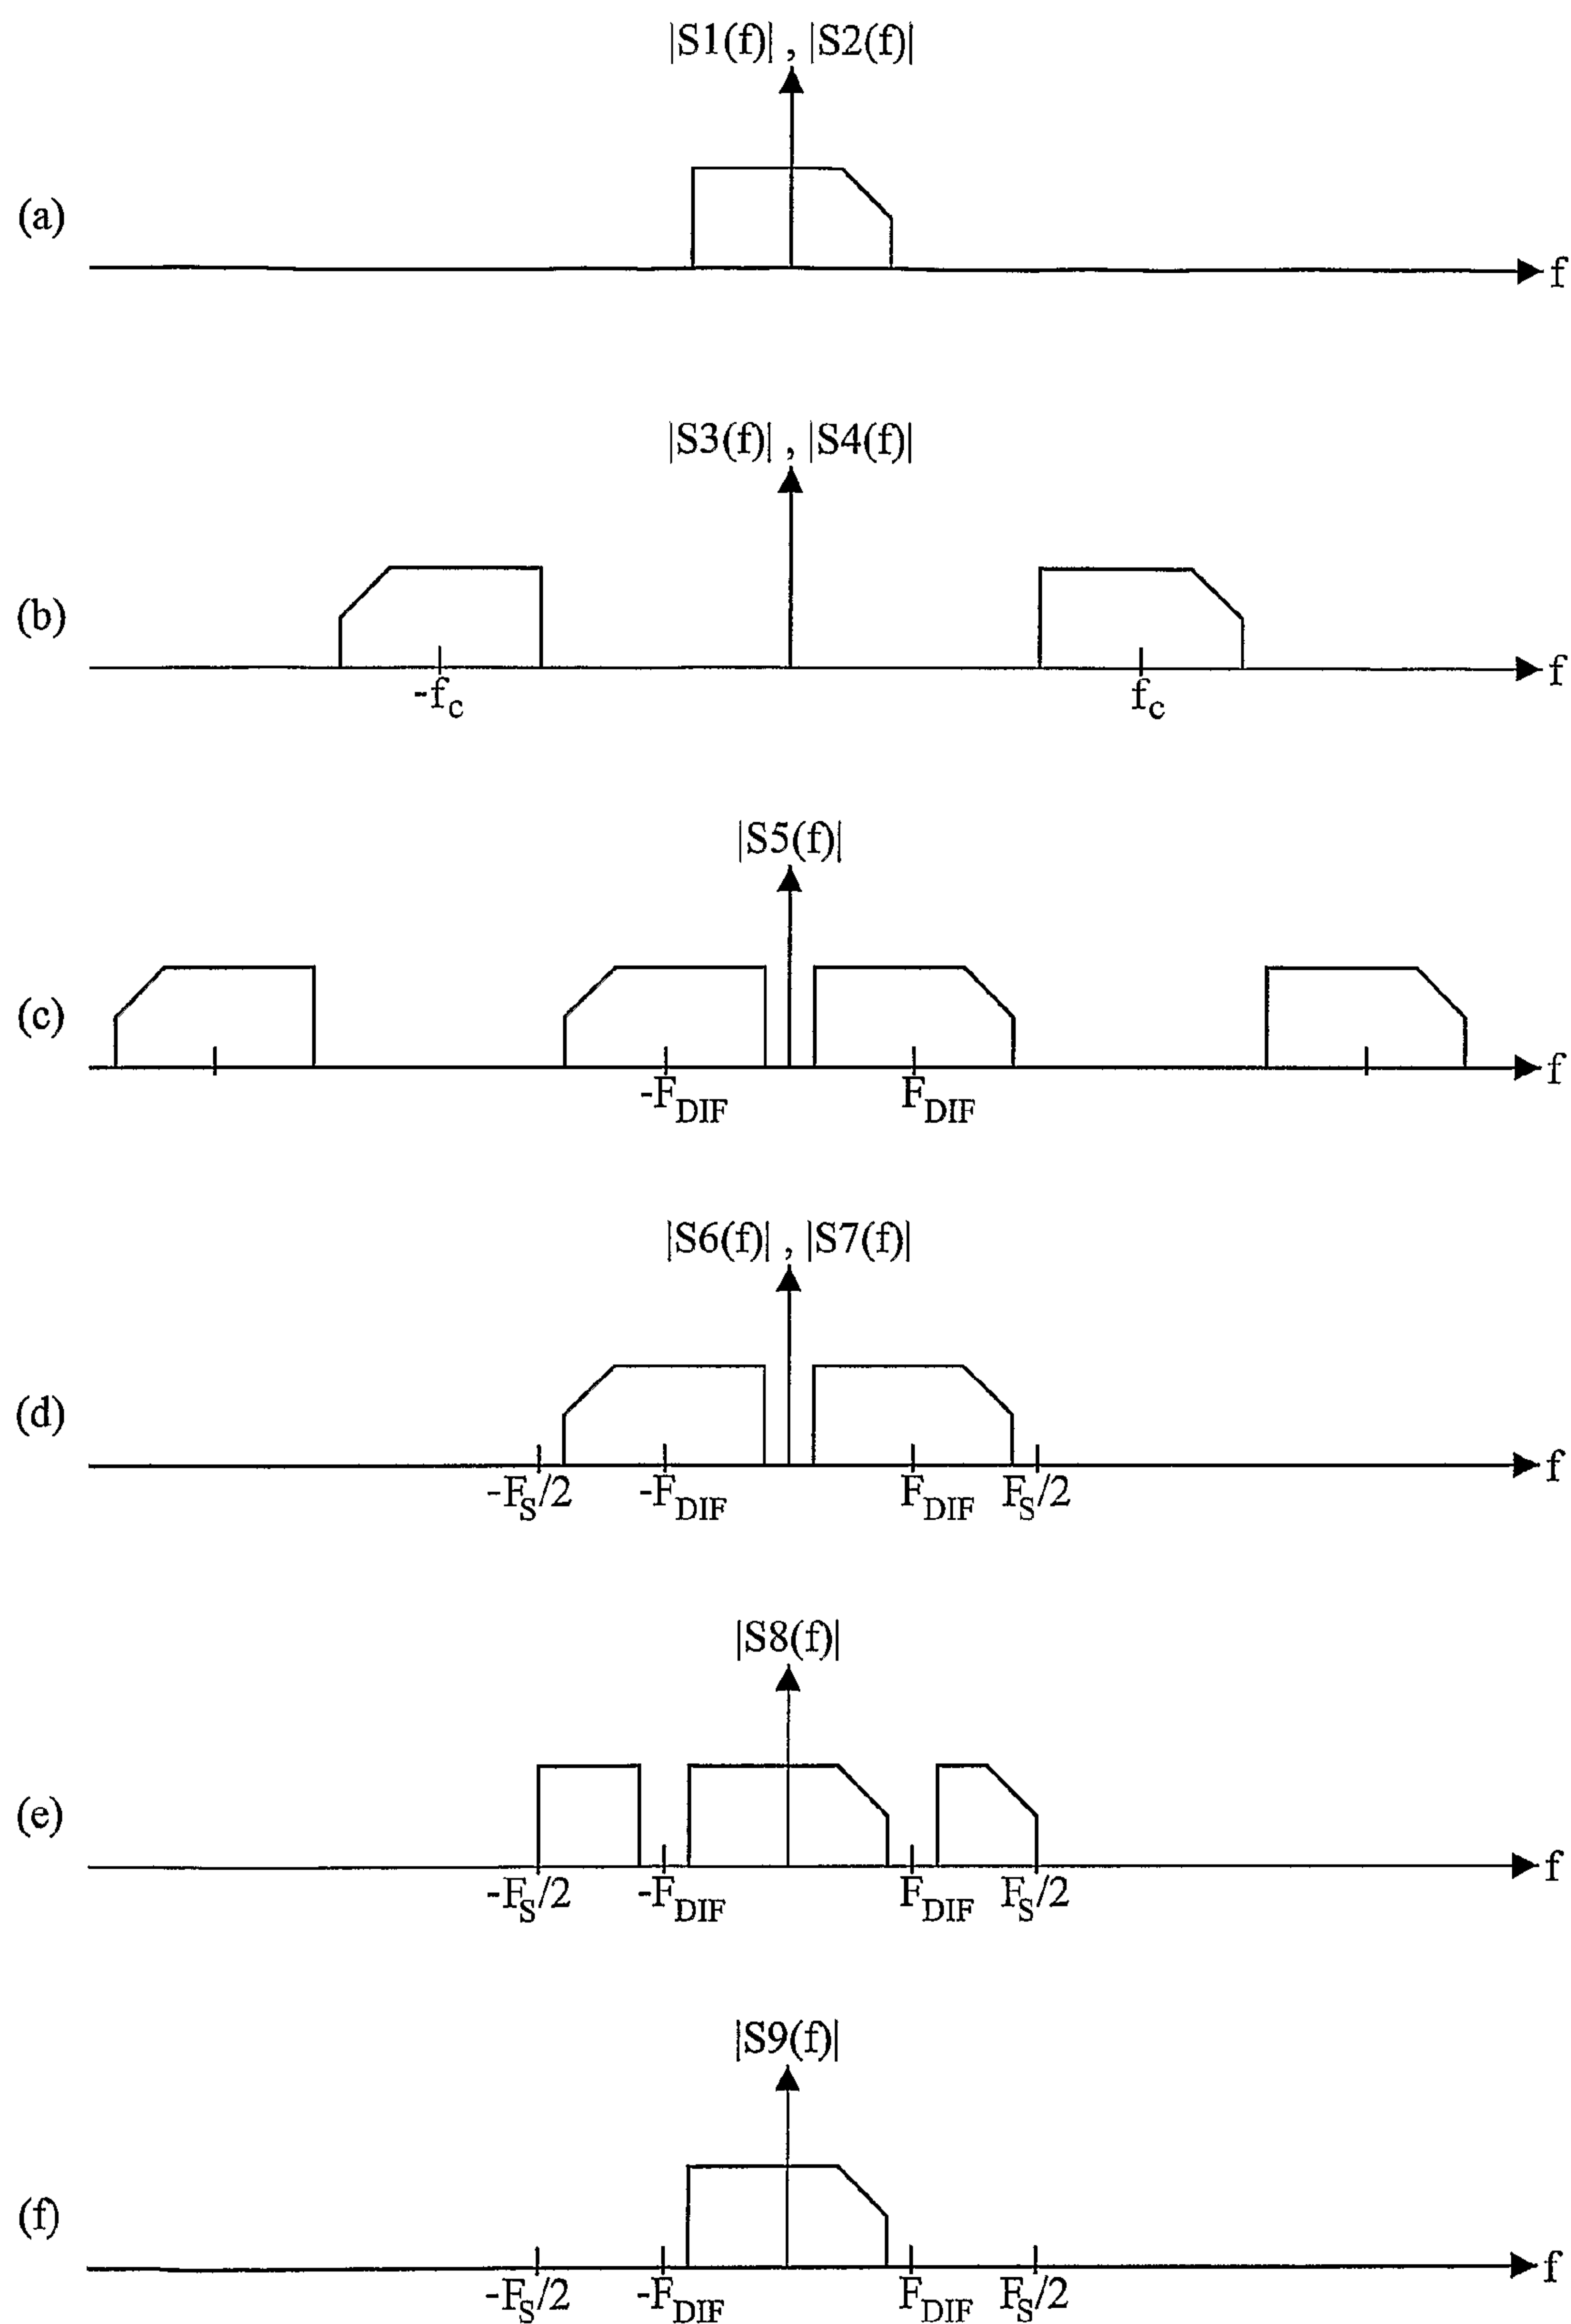 |S1(f)| , |S2(f)|
(a)
f
|S3(f)| , |S4(f)|
(b)
f
-fc fc
|S5(f)|
(c)
f
-FDIF FDIF
|S6(f)| , |S7(f)|
(d)
f
-FS/2 -FDIF FDIF FS/2
|S8(f)|
(e)
f
-FS/2 -FDIF FDIF FS/2
|S9(f)|
(f)
f
-FS/2 -FDIF FDIF FS/2